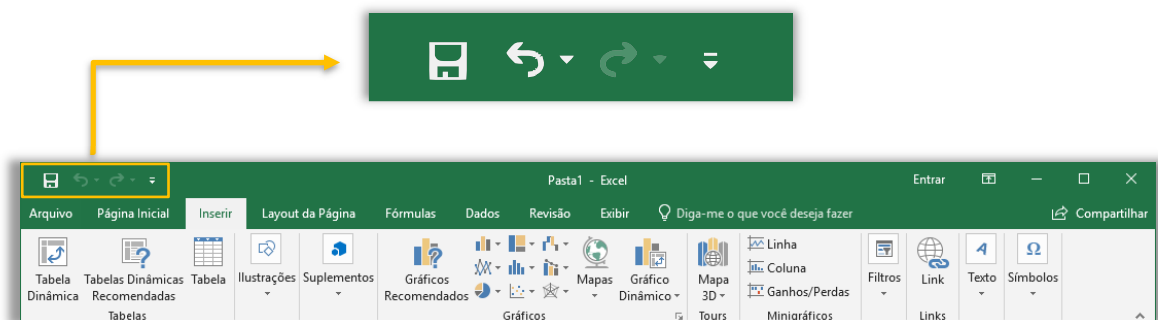 Pasta1 - Excel
Entrar
Arquivo Página Inicial Inserir Layout da Página Fórmulas Dados Revisão Exibir Diga-me o que você deseja fazer Compartilhar
Tabela Dinâmica
Tabelas Dinâmicas Recomendadas
Tabela
Tabelas
Ilustrações
Suplementos
Gráficos Recomendados
Mapas
Gráfico Dinâmico
Gráficos
Mapa 3D
Tours
Linha
Coluna
Ganhos/Perdas
Minigráficos
Filtros
Link
Links
Texto
Símbolos